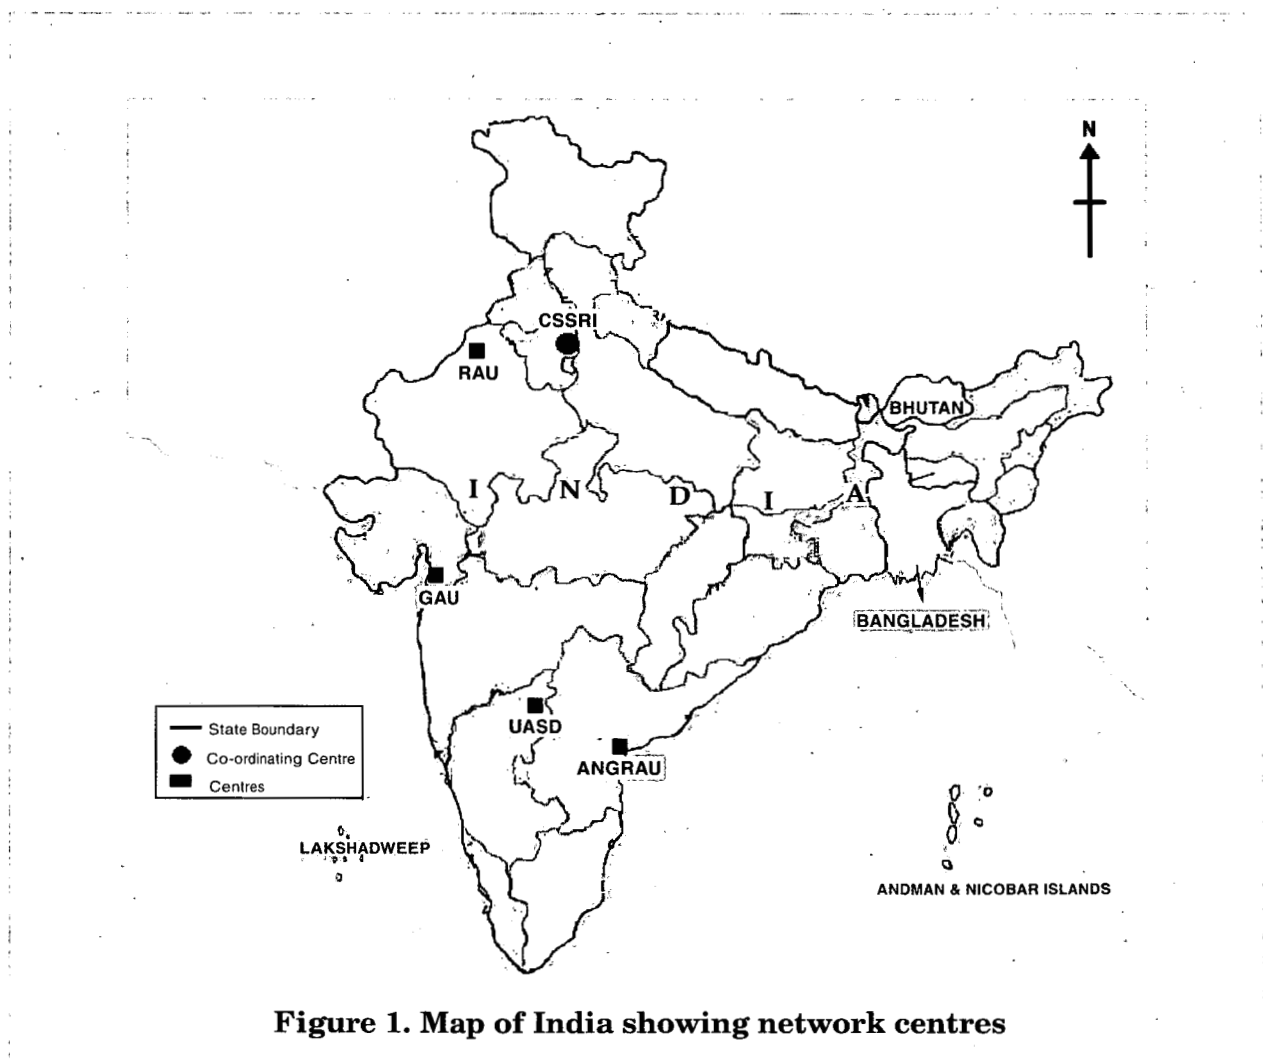 N
CSSRI
RAU
BHUTAN
I N D I A
GAU
BANGLADESH
UASD
ANGRAU
State Boundary
Co-ordinating Centre
Centres
LAKSHADWEEP
ANDMAN & NICOBAR ISLANDS
Figure 1. Map of India showing network centres